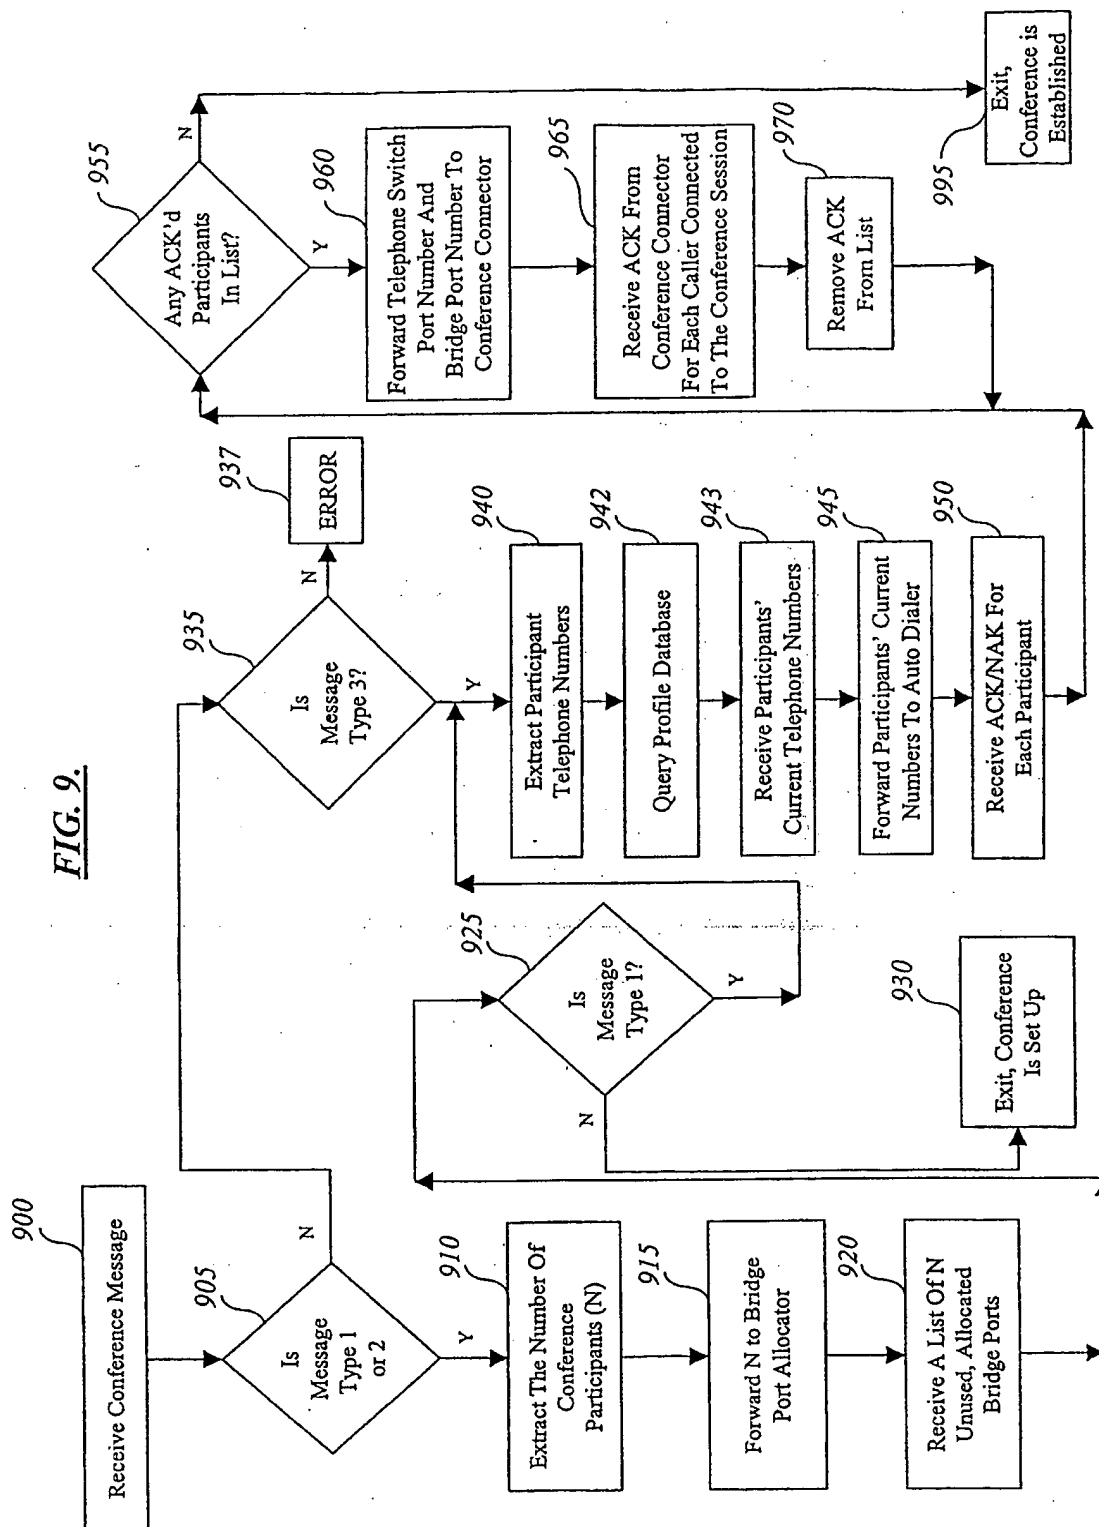 FIG. 9.
900
Receive Conference Message
905
Is
Message
Type 1
or 2
N
Y
910
Extract The Number Of
Conference
Participants (N)
915
Forward N to Bridge
Port Allocator
920
Receive A List Of N
Unused, Allocated
Bridge Ports
925
Is
Message
Type 1?
N
Y
930
Exit, Conference
Is Set Up
935
Is
Message
Type 3?
N
Y
937
ERROR
940
Extract Participant
Telephone Numbers
942
Query Profile Database
943
Receive Participants'
Current Telephone Numbers
945
Forward Participants' Current
Numbers To Auto Dialer
950
Receive ACK/NAK For
Each Participant
955
Any ACK'd
Participants
In List?
N
Y
960
Forward Telephone Switch
Port Number And
Bridge Port Number To
Conference Connector
965
Receive ACK From
Conference Connector
For Each Caller Connected
To The Conference Session
970
Remove ACK
From List
995
Exit,
Conference is
Established